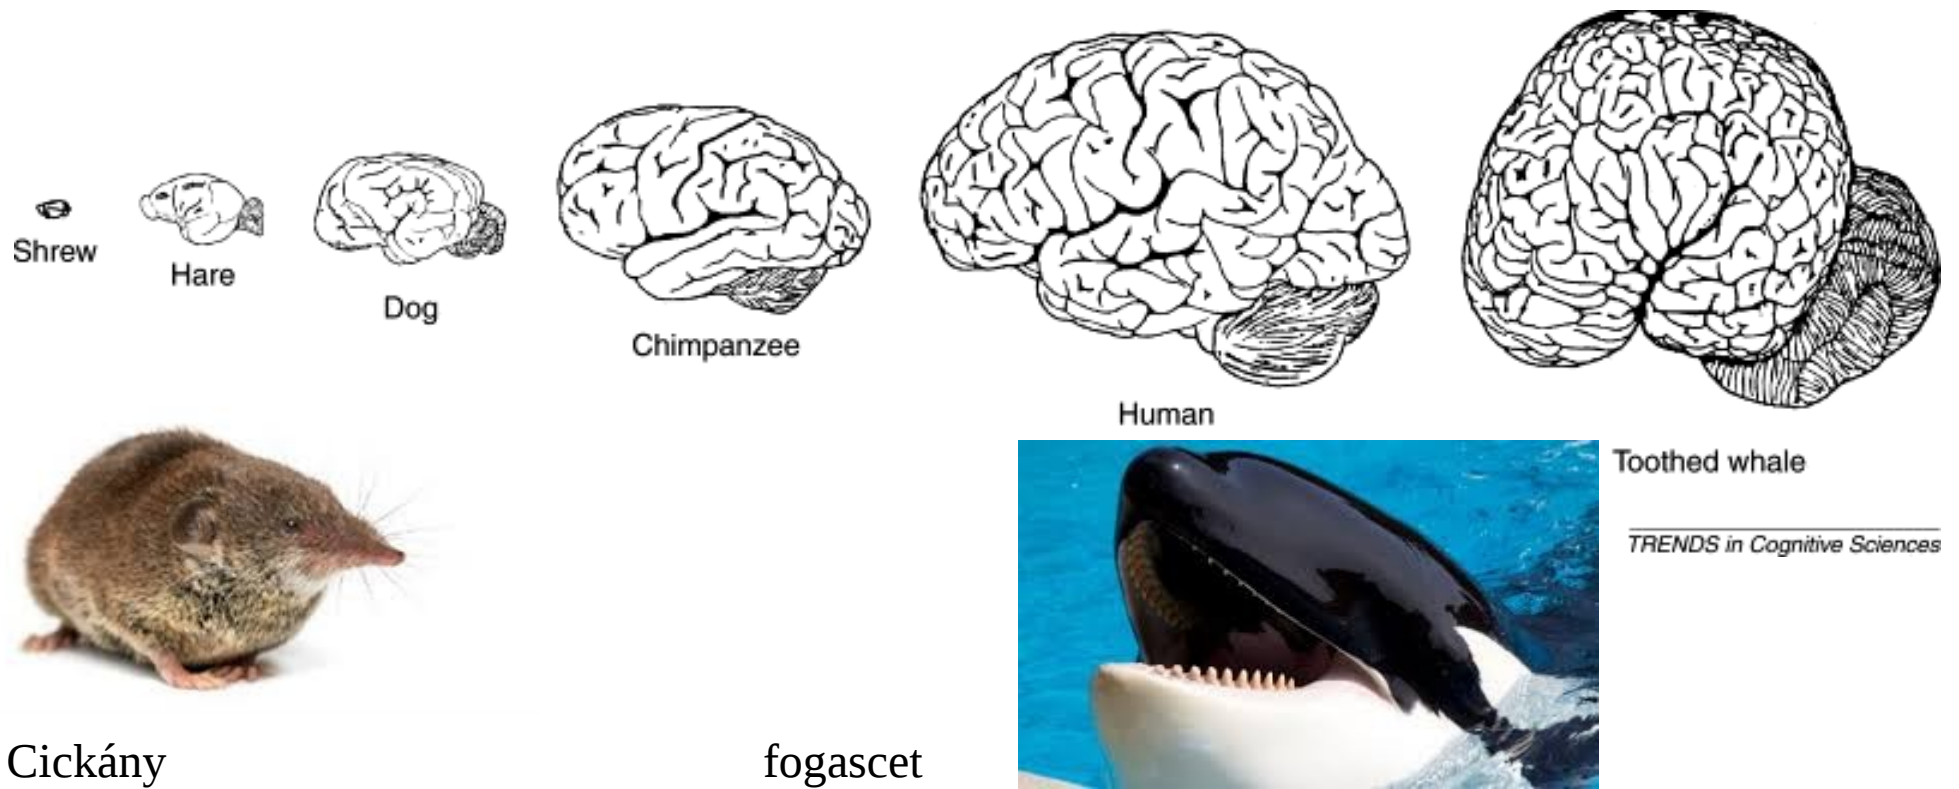 Shrew
Hare
Dog
Chimpanzee
Human
Toothed whale
TRENDS in Cognitive Sciences
Cickány
fogascet